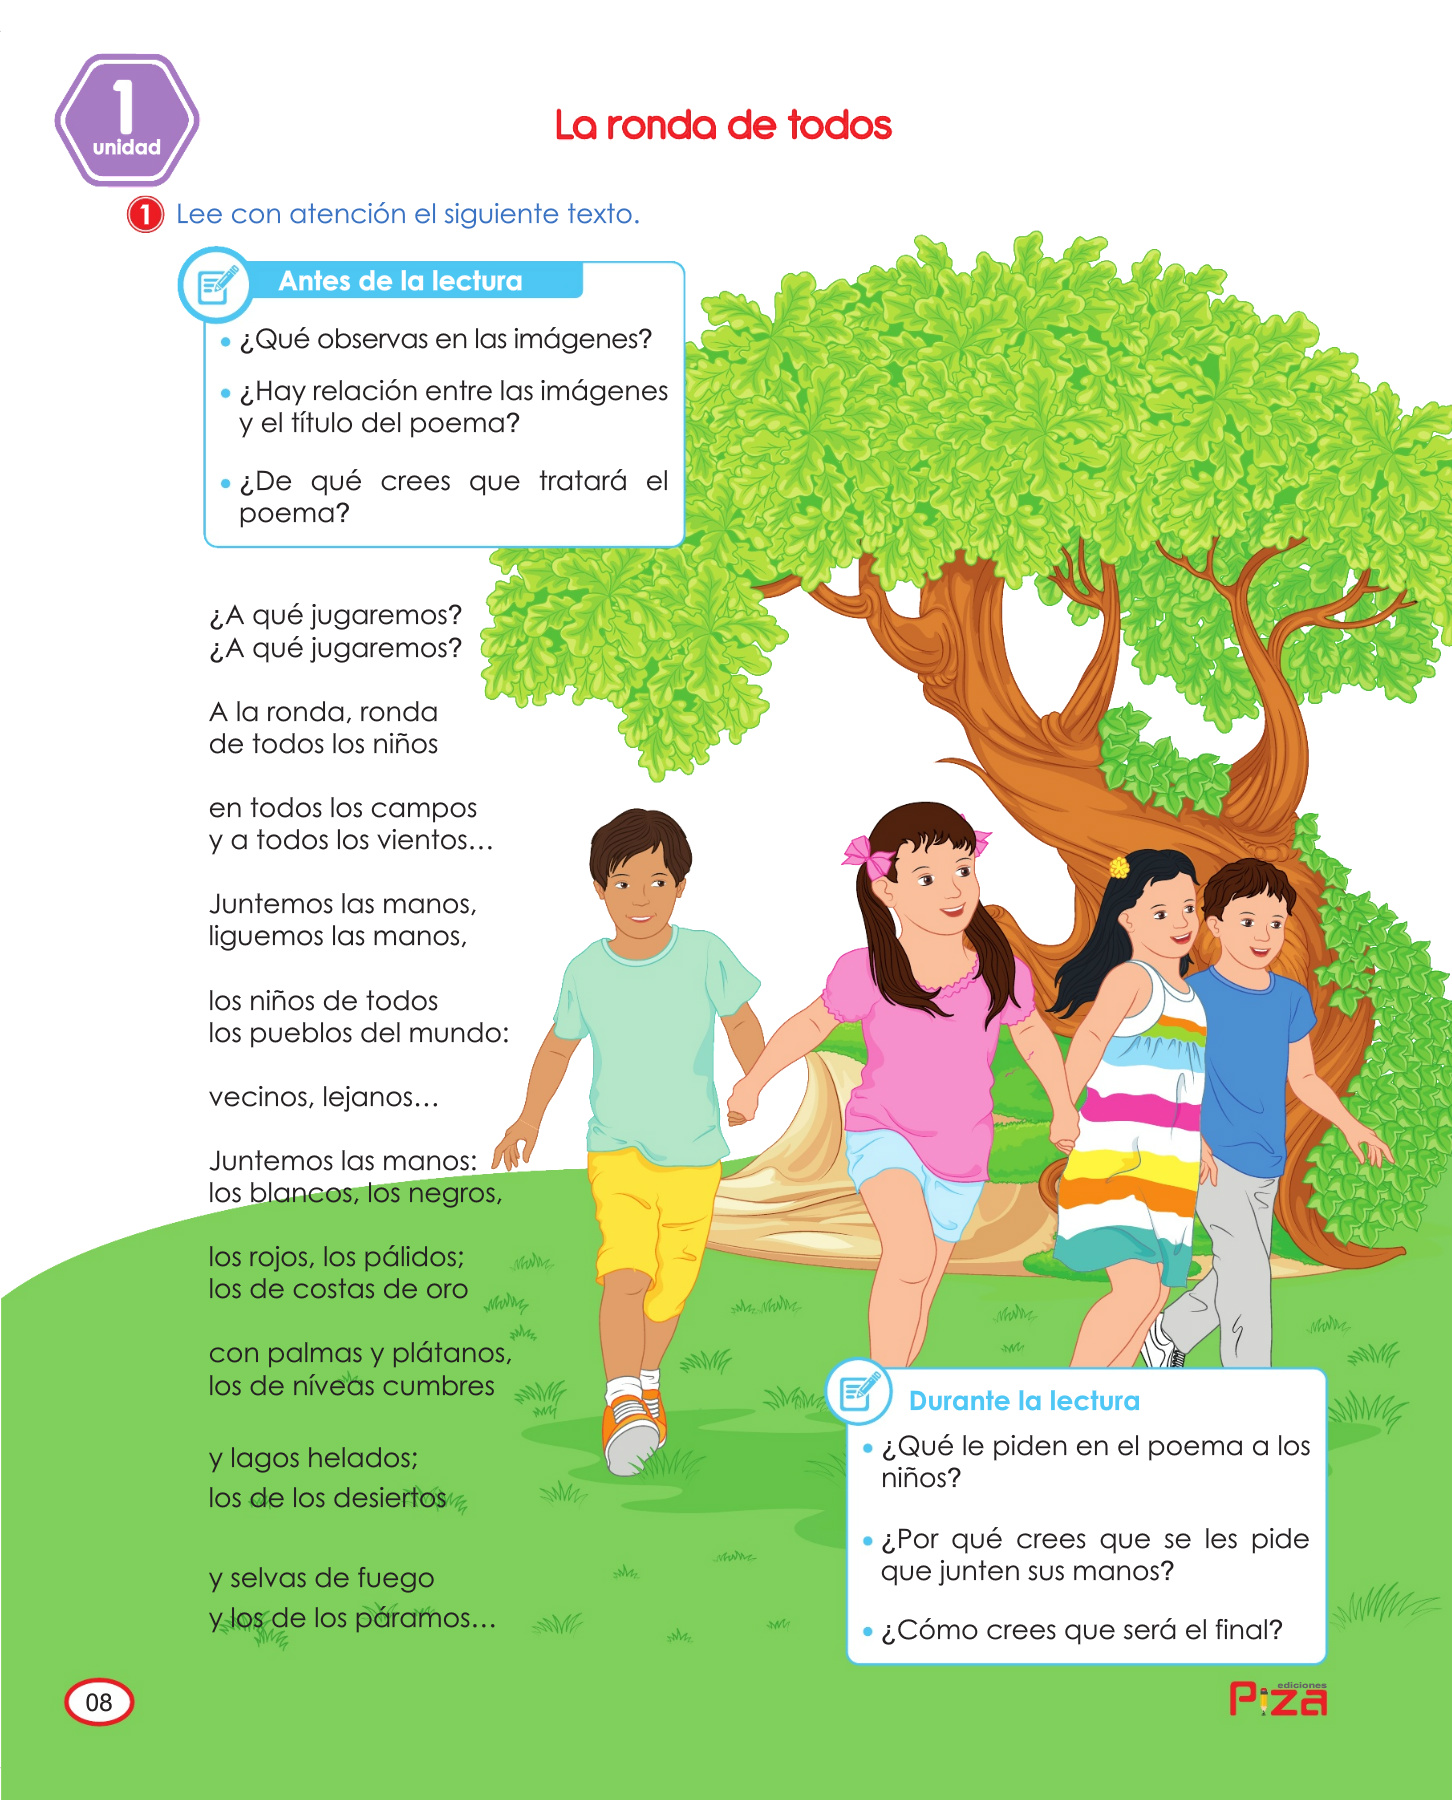 1
unidad
La ronda de todos
1 Lee con atención el siguiente texto.
Antes de la lectura
• ¿Qué observas en las imágenes?
• ¿Hay relación entre las imágenes
y el título del poema?
• ¿De qué crees que tratará el
poema?
¿A qué jugaremos?
¿A qué jugaremos?
A la ronda, ronda
de todos los niños
en todos los campos
y a todos los vientos...
Juntemos las manos,
liguemos las manos,
los niños de todos
los pueblos del mundo:
vecinos, lejanos...
Juntemos las manos:
los blancos, los negros,
los rojos, los pálidos;
los de costas de oro
con palmas y plátanos,
los de níveas cumbres
y lagos helados;
los de los desiertos
y selvas de fuego
y los de los páramos...
Durante la lectura
• ¿Qué le piden en el poema a los
niños?
• ¿Por qué crees que se les pide
que junten sus manos?
• ¿Cómo crees que será el final?
08
ediciones
Piza